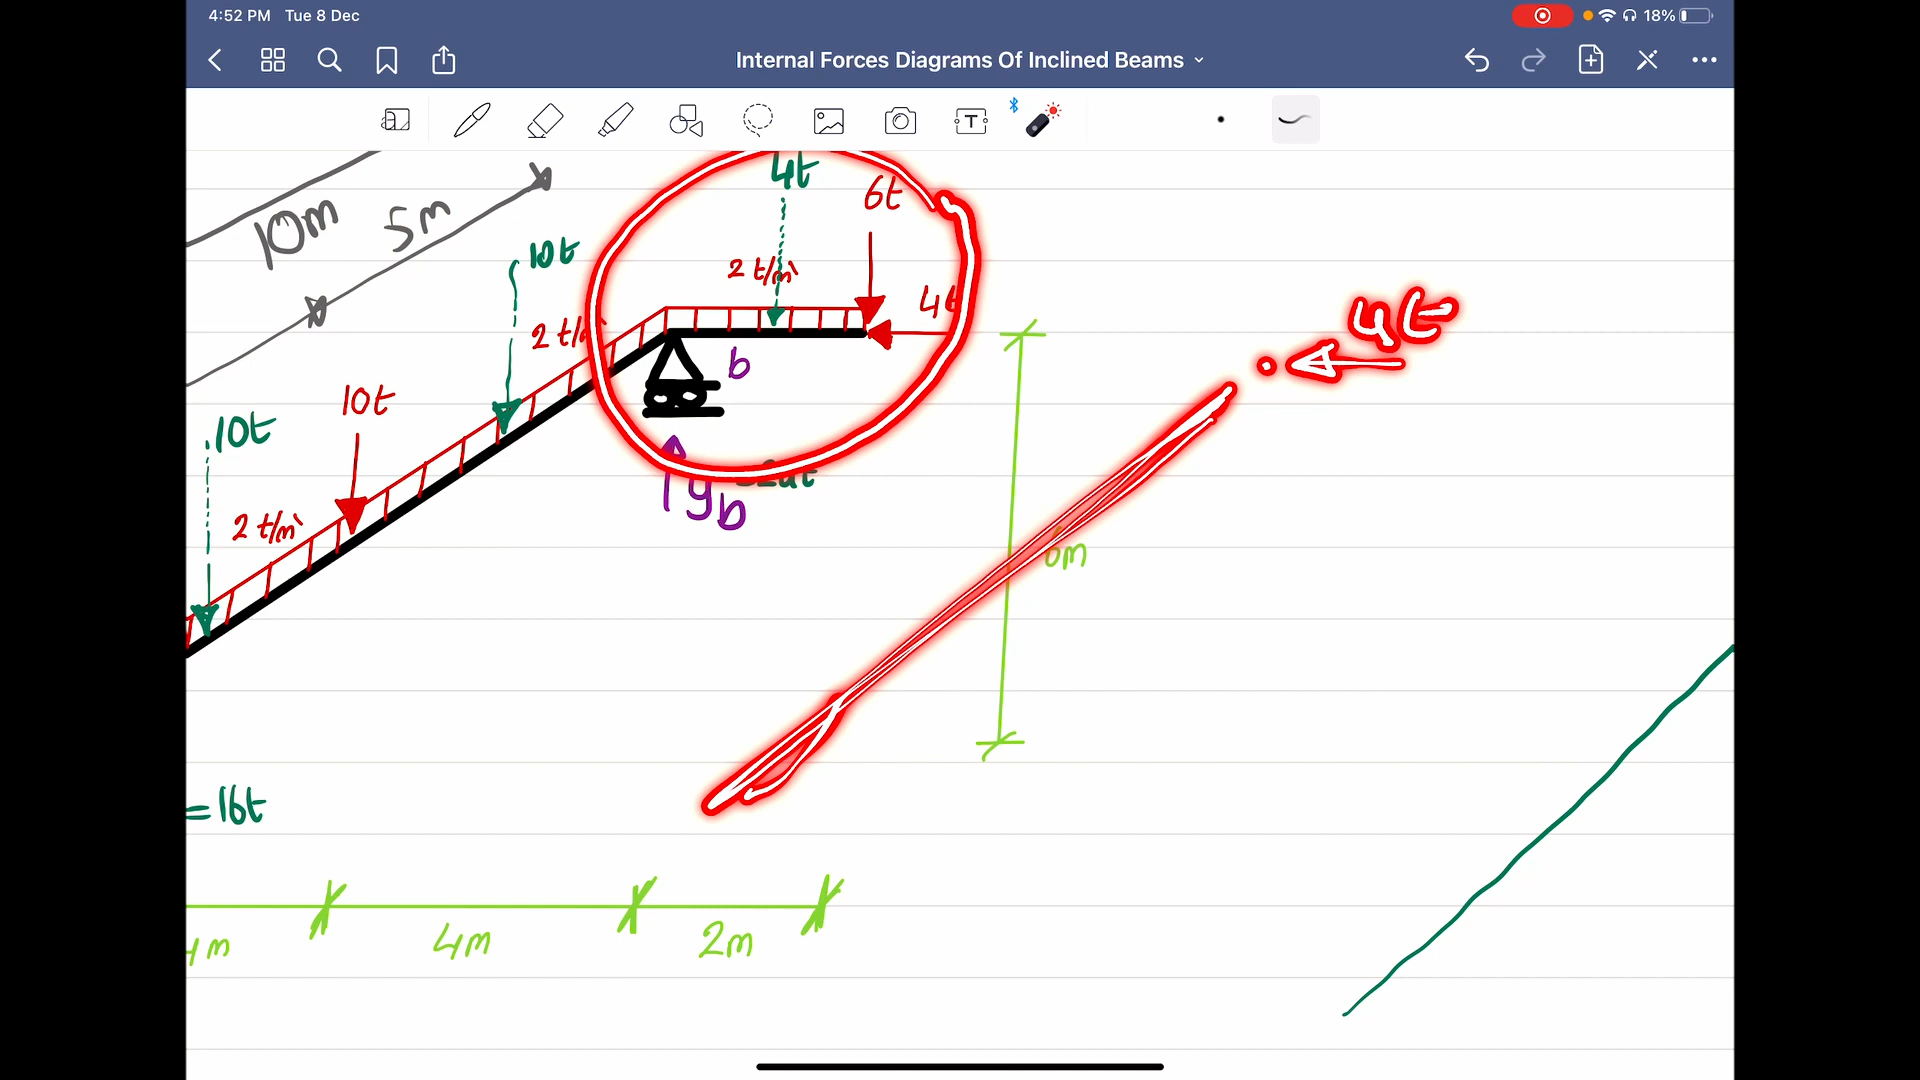 4:52 PM Tue 8 Dec
18%
Internal Forces Diagrams Of Inclined Beams
T
4t
6t
10m
5m
10t
2 t/m`
4t
4t
2 t/
b
10t
10t
yb
2 t/m`
6m
=16t
4m
4m
2m